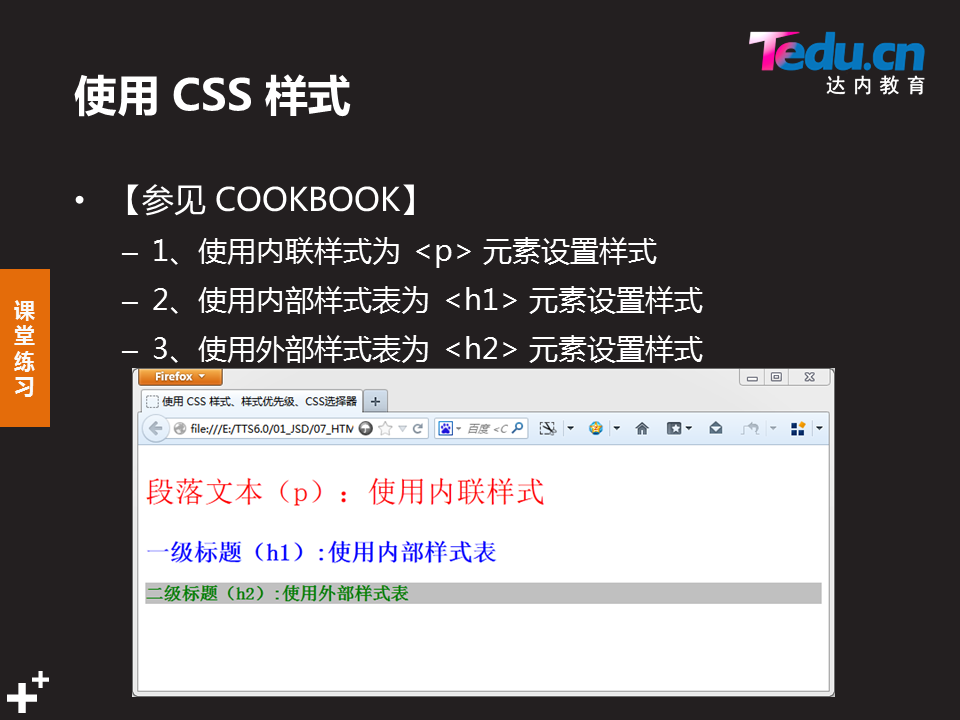 Tedu.cn
达内教育
使用 CSS 样式
• 【参见 COOKBOOK】
– 1、使用内联样式为 <p> 元素设置样式
– 2、使用内部样式表为 <h1> 元素设置样式
– 3、使用外部样式表为 <h2> 元素设置样式
课堂练习
Firefox
使用 CSS 样式、样式优先级、CSS选择器
file:///E:/TTS6.0/01_JSD/07_HTM
百度 <C
段落文本（p）：使用内联样式
一级标题（h1）:使用内部样式表
二级标题（h2）:使用外部样式表